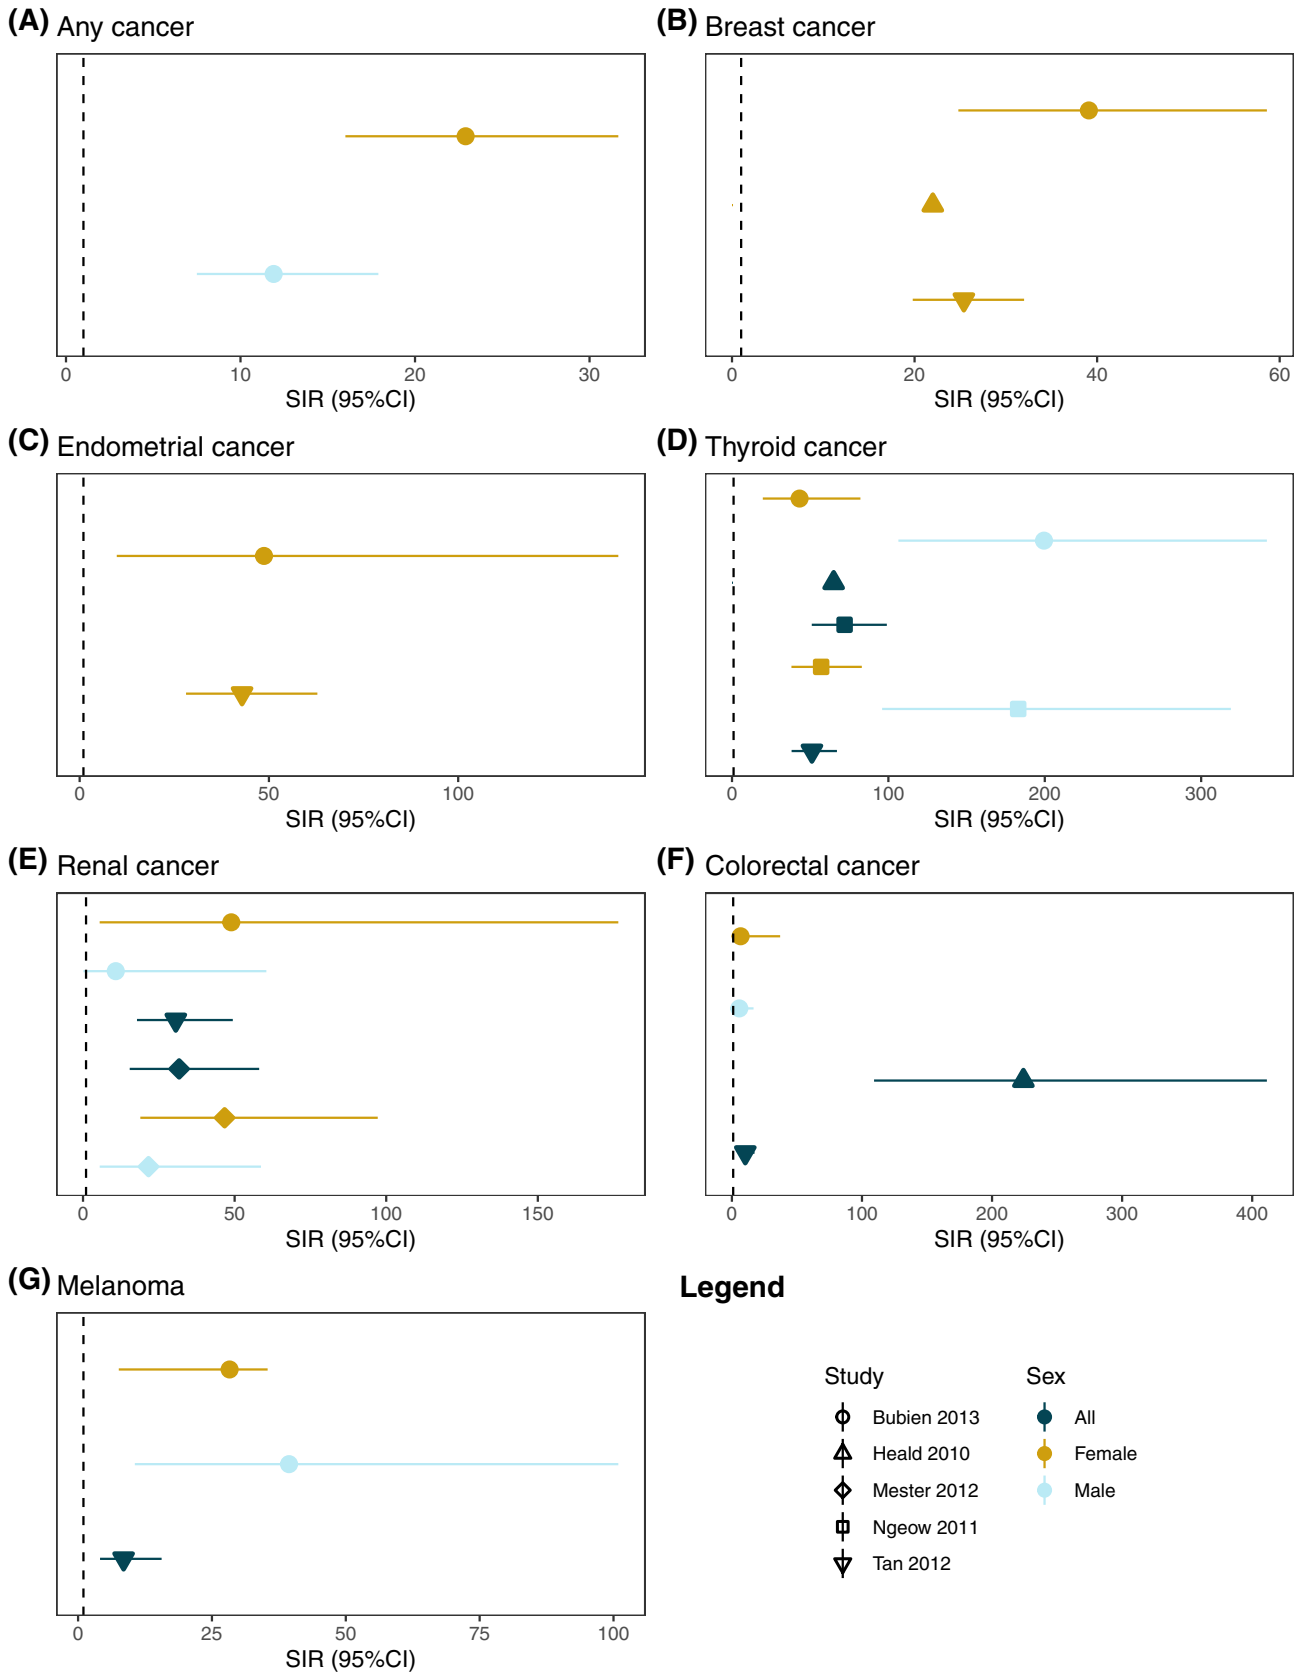 (A) Any cancer
0 10 20 30
SIR (95%CI)
(B) Breast cancer
0 20 40 60
SIR (95%CI)
(C) Endometrial cancer
0 50 100
SIR (95%CI)
(D) Thyroid cancer
0 100 200 300
SIR (95%CI)
(E) Renal cancer
0 50 100 150
SIR (95%CI)
(F) Colorectal cancer
0 100 200 300 400
SIR (95%CI)
(G) Melanoma
0 25 50 75 100
SIR (95%CI)
Legend
Study
Bubien 2013
Heald 2010
Mester 2012
Ngeow 2011
Tan 2012
Sex
All
Female
Male